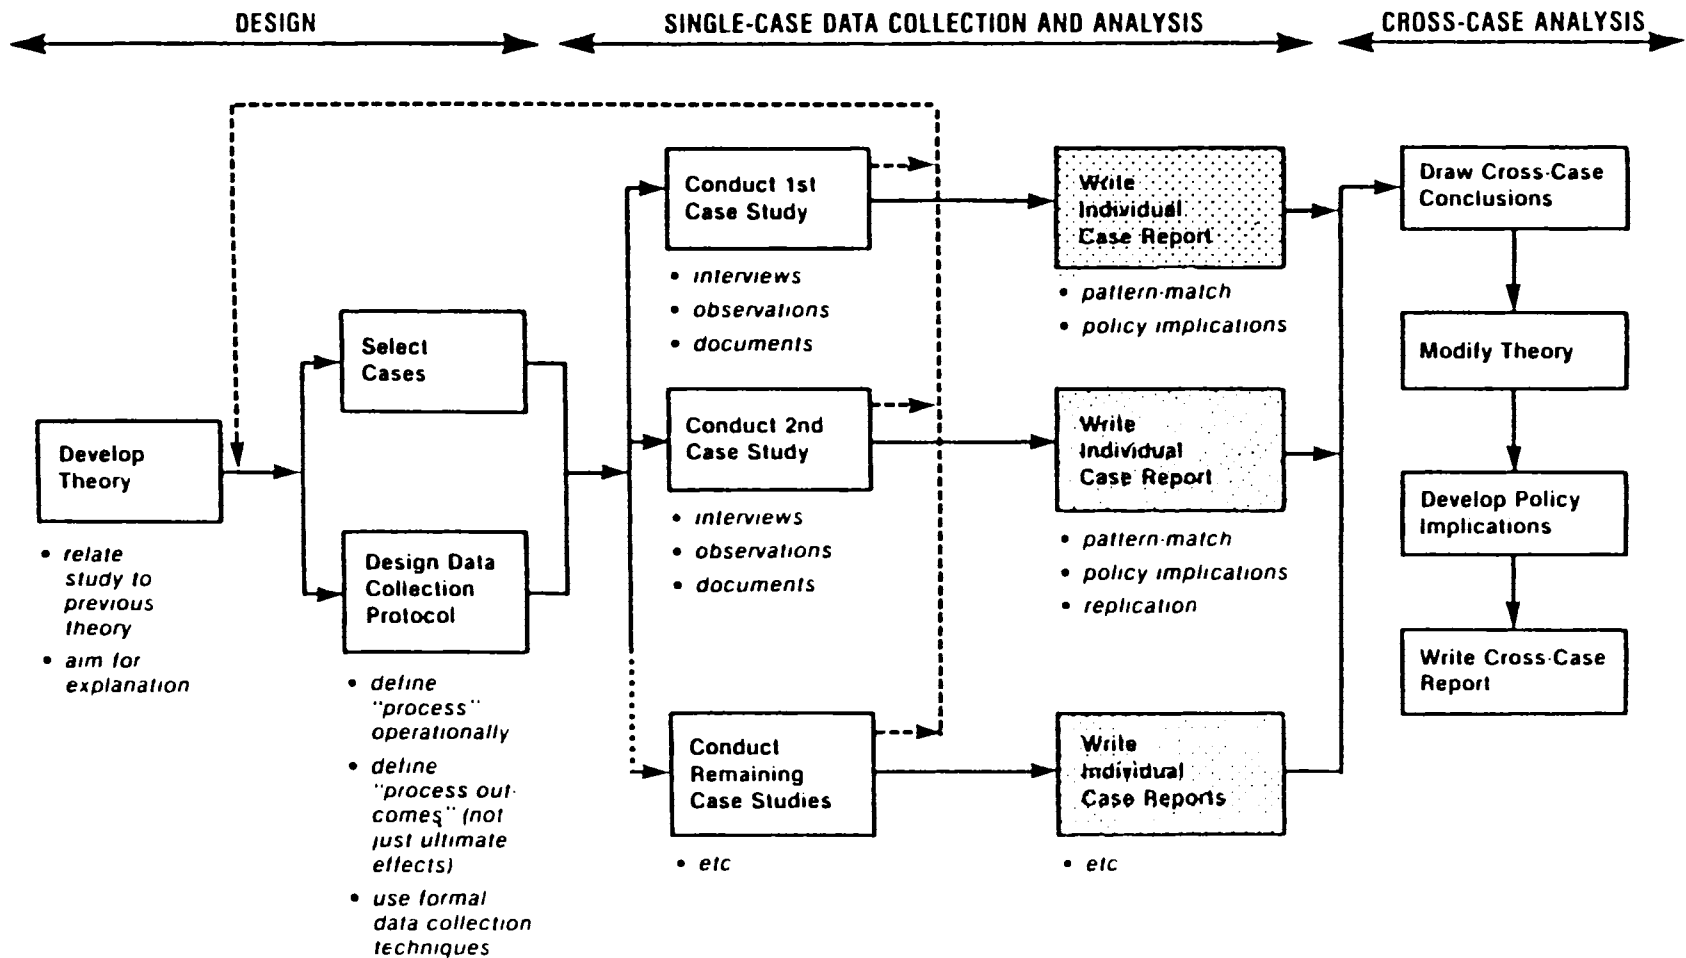 DESIGN
SINGLE-CASE DATA COLLECTION AND ANALYSIS
CROSS-CASE ANALYSIS
Develop
Theory
• relate
study to
previous
theory
• aim for
explanation
Select
Cases
Design Data
Collection
Protocol
• define
"process"
operationally
• define
"process out-
comes" (not
just ultimate
effects)
• use formal
data collection
techniques
Conduct 1st
Case Study
• interviews
• observations
• documents
Conduct 2nd
Case Study
• interviews
• observations
• documents
Conduct
Remaining
Case Studies
• etc
Write
Individual
Case Report
• pattern-match
• policy implications
Write
Individual
Case Report
• pattern-match
• policy implications
• replication
Write
Individual
Case Reports
• etc
Draw Cross-Case
Conclusions
Modify Theory
Develop Policy
Implications
Write Cross-Case
Report